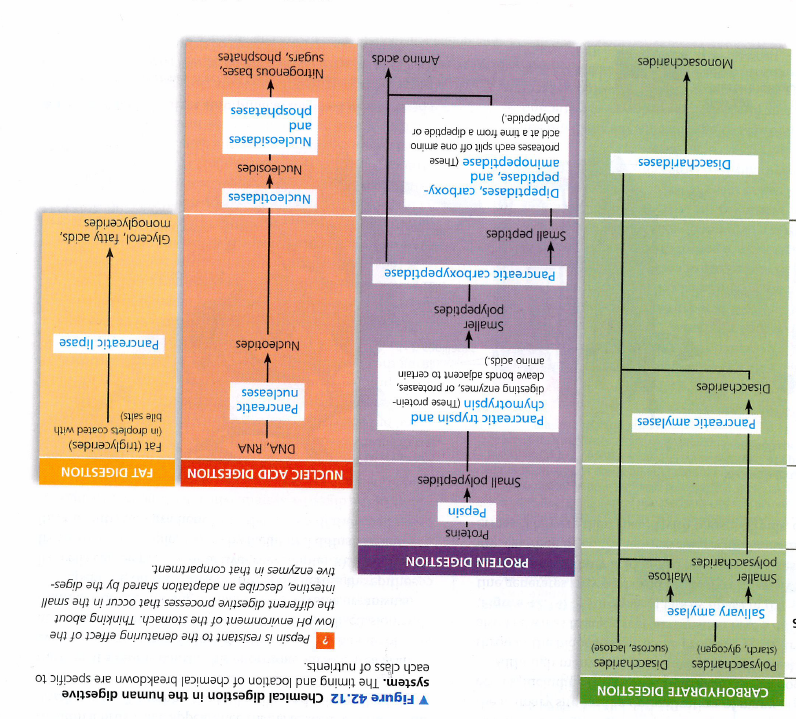 ▼ Figure 42.12 Chemical digestion in the human digestive
system. The timing and location of chemical breakdown are specific to
each class of nutrients.
? Pepsin is resistant to the denaturing effect of the
low pH environment of the stomach. Thinking about
the different digestive processes that occur in the small
intestine, describe an adaptation shared by the diges-
tive enzymes in that compartment.
CARBOHYDRATE DIGESTION
Polysaccharides
(starch, glycogen)
Disaccharides
(sucrose, lactose)
Salivary amylase
Smaller
polysaccharides
Maltose
Pancreatic amylases
Disaccharides
Disaccharidases
Monosaccharides
PROTEIN DIGESTION
Proteins
Pepsin
Small polypeptides
Pancreatic trypsin and
chymotrypsin (These protein-
digesting enzymes, or proteases,
cleave bonds adjacent to certain
amino acids.)
Smaller
polypeptides
Pancreatic carboxypeptidase
Small peptides
Dipeptidases, carboxy-
peptidase, and
aminopeptidase (These
proteases each split off one amino
acid at a time from a dipeptide or
polypeptide.)
Amino acids
NUCLEIC ACID DIGESTION
DNA, RNA
Pancreatic
nucleases
Nucleotides
Nucleotidases
Nucleosides
Nucleosidases
and
phosphatases
Nitrogenous bases,
sugars, phosphates
FAT DIGESTION
Fat (triglycerides)
(in droplets coated with
bile salts)
Pancreatic lipase
Glycerol, fatty acids,
monoglycerides